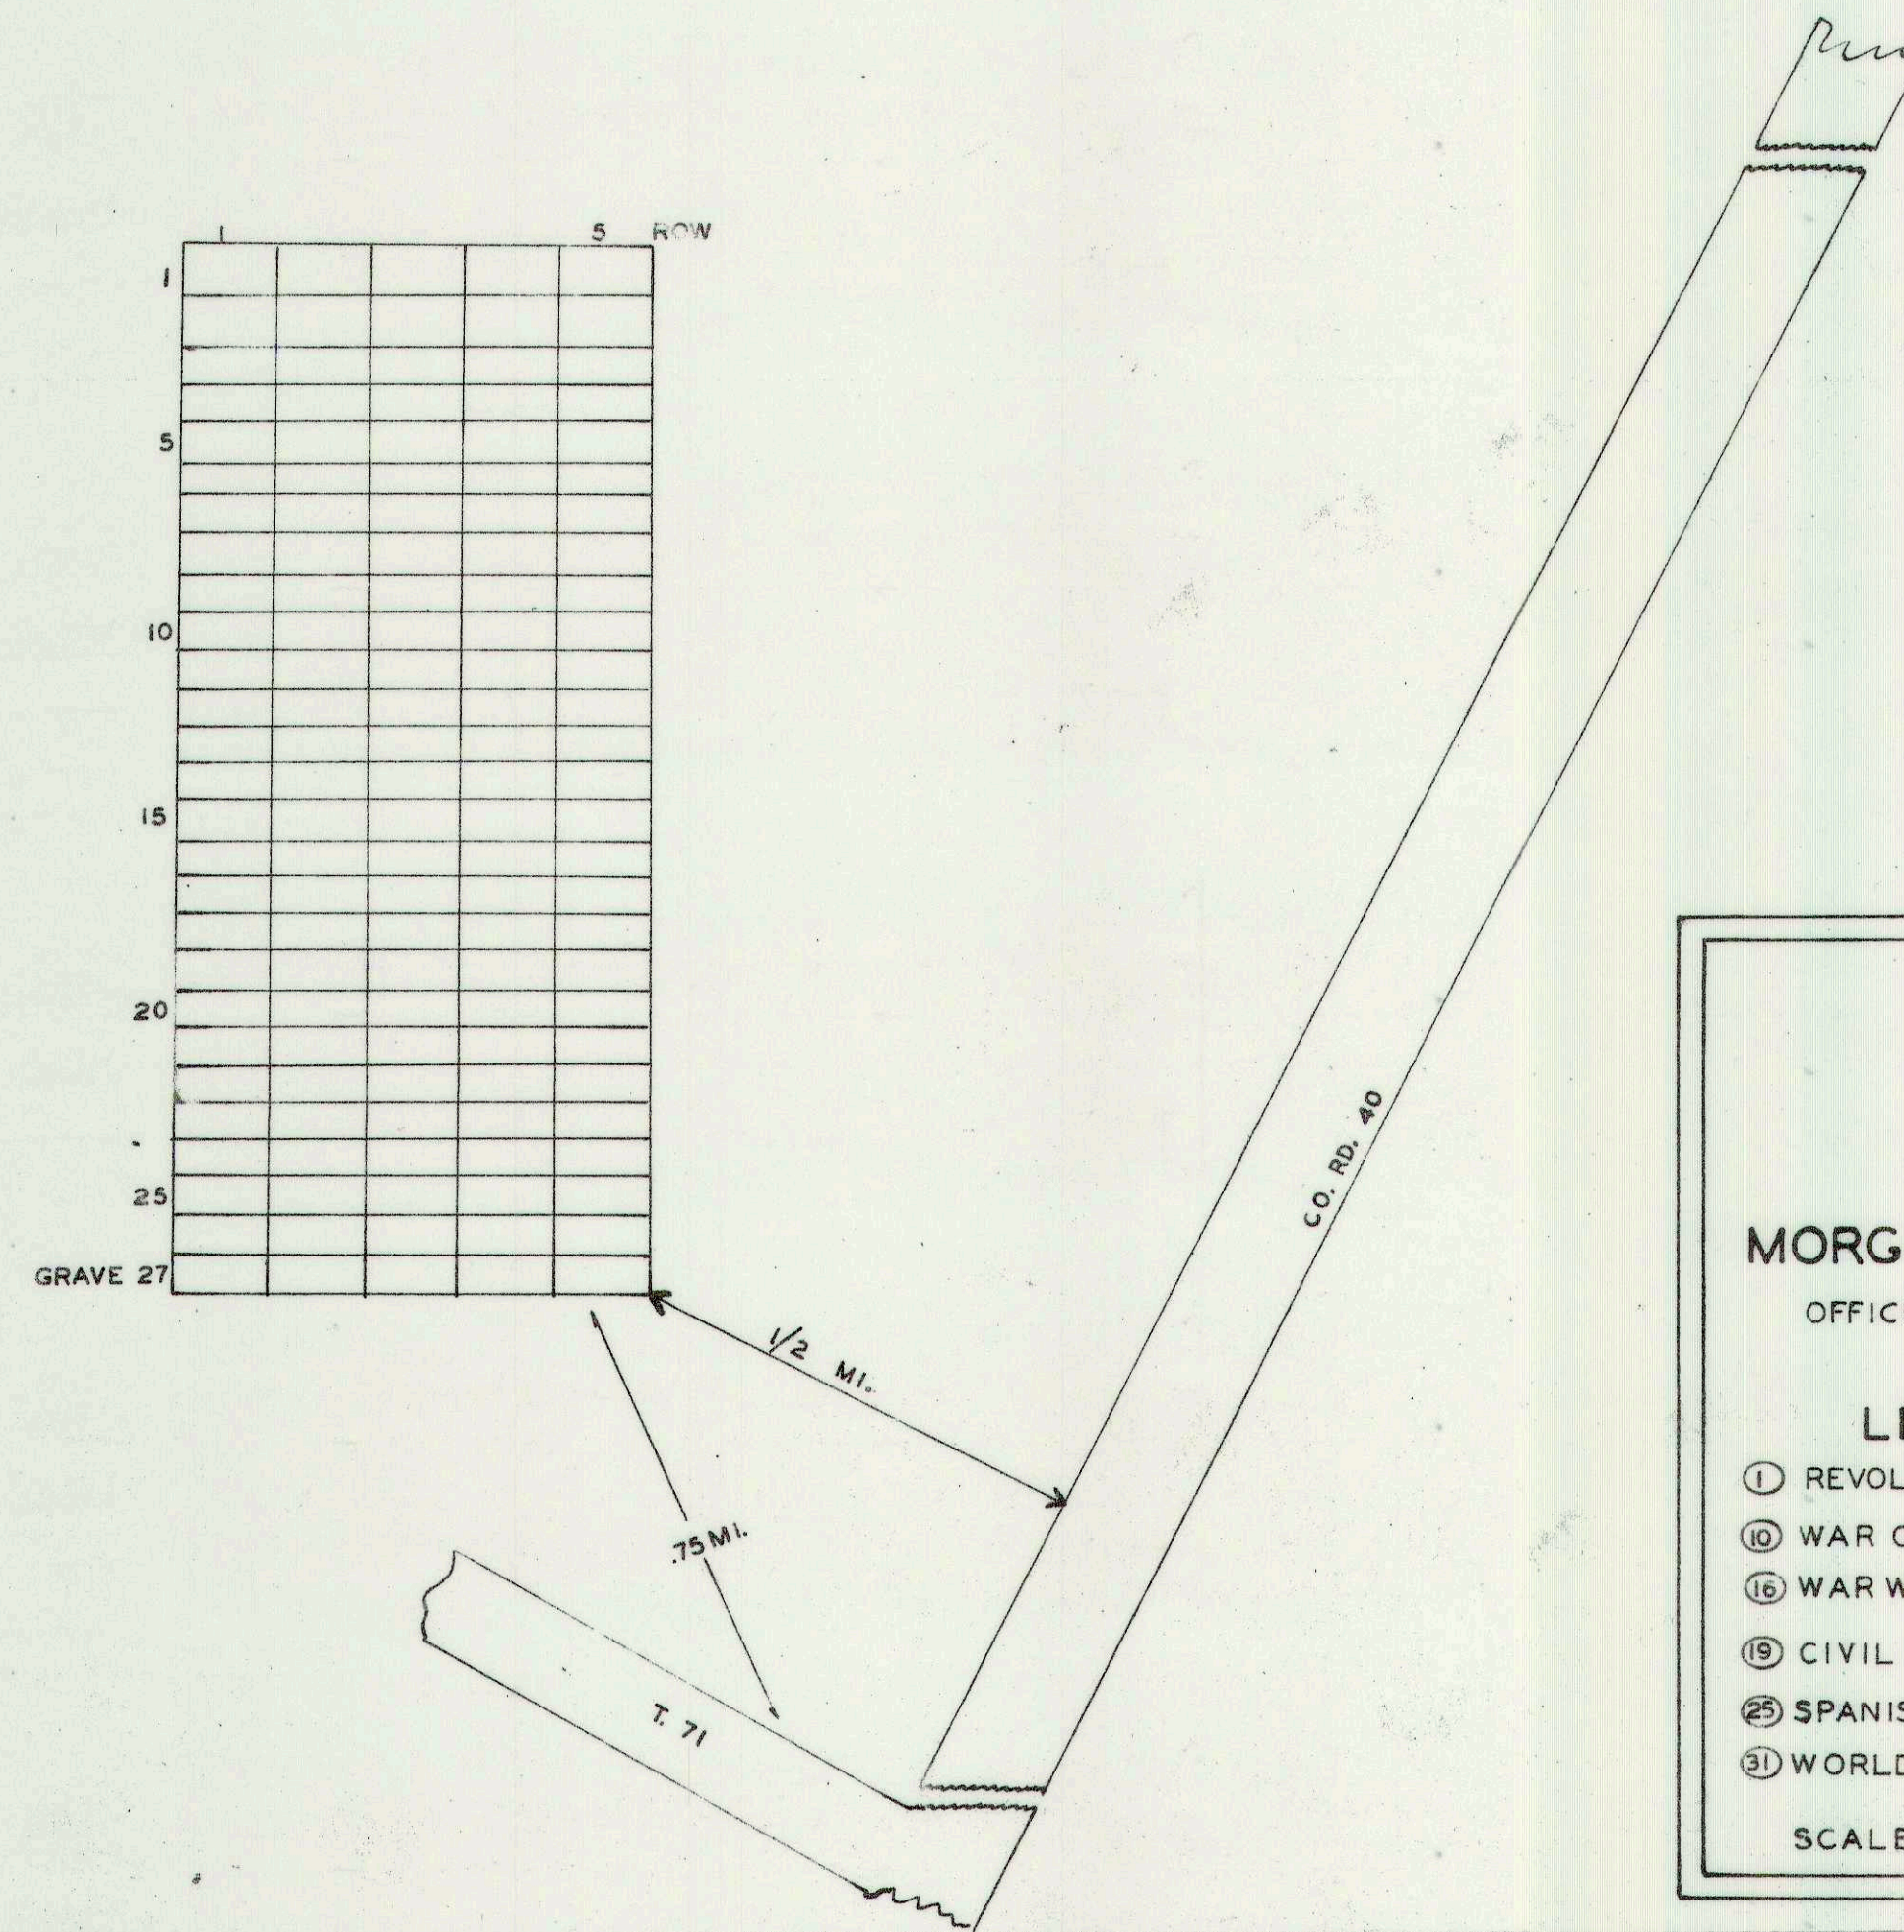 1 5 ROW
1
5
10
15
20
25
GRAVE 27
1/2 MI.
.75 MI.
T. 71
CO. RD. 40
MORG
OFFIC
LE
① REVOL
⑩ WAR O
⑯ WAR W
⑲ CIVIL
㉕ SPANIS
㉛ WORLD
SCALE